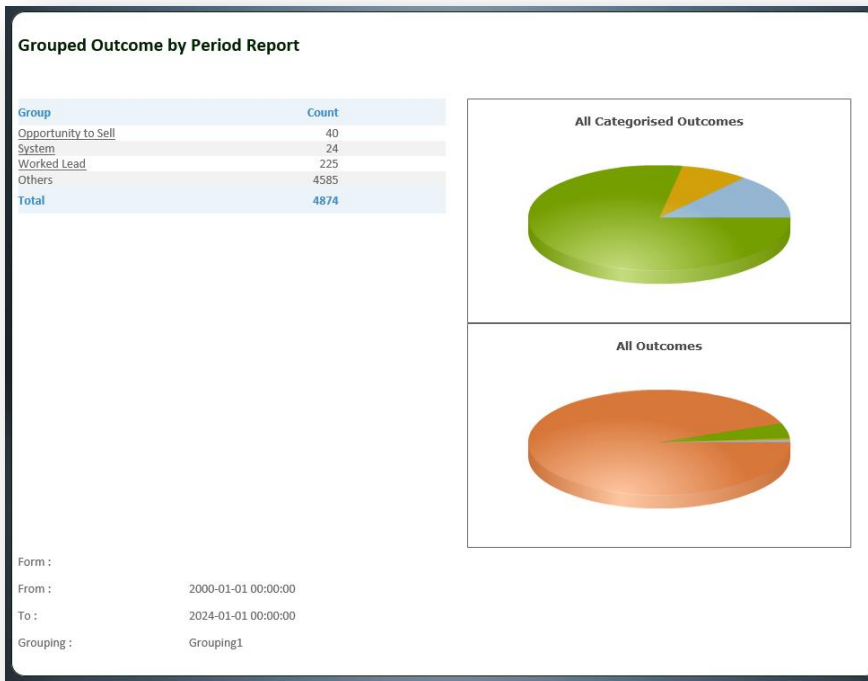 Grouped Outcome by Period Report
Group Count
Opportunity to Sell 40
System 24
Worked Lead 225
Others 4585
Total 4874
All Categorised Outcomes
All Outcomes
Form :
From : 2000-01-01 00:00:00
To : 2024-01-01 00:00:00
Grouping : Grouping1